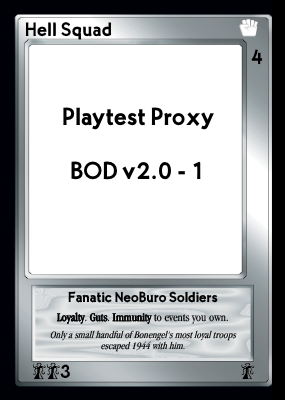 Hell Squad
4
Playtest Proxy
BOD v2.0 - 1
Fanatic NeoBuro Soldiers
Loyalty. Guts. Immunity to events you own.
Only a small handful of Bonengel's most loyal troops
escaped 1944 with him.
3